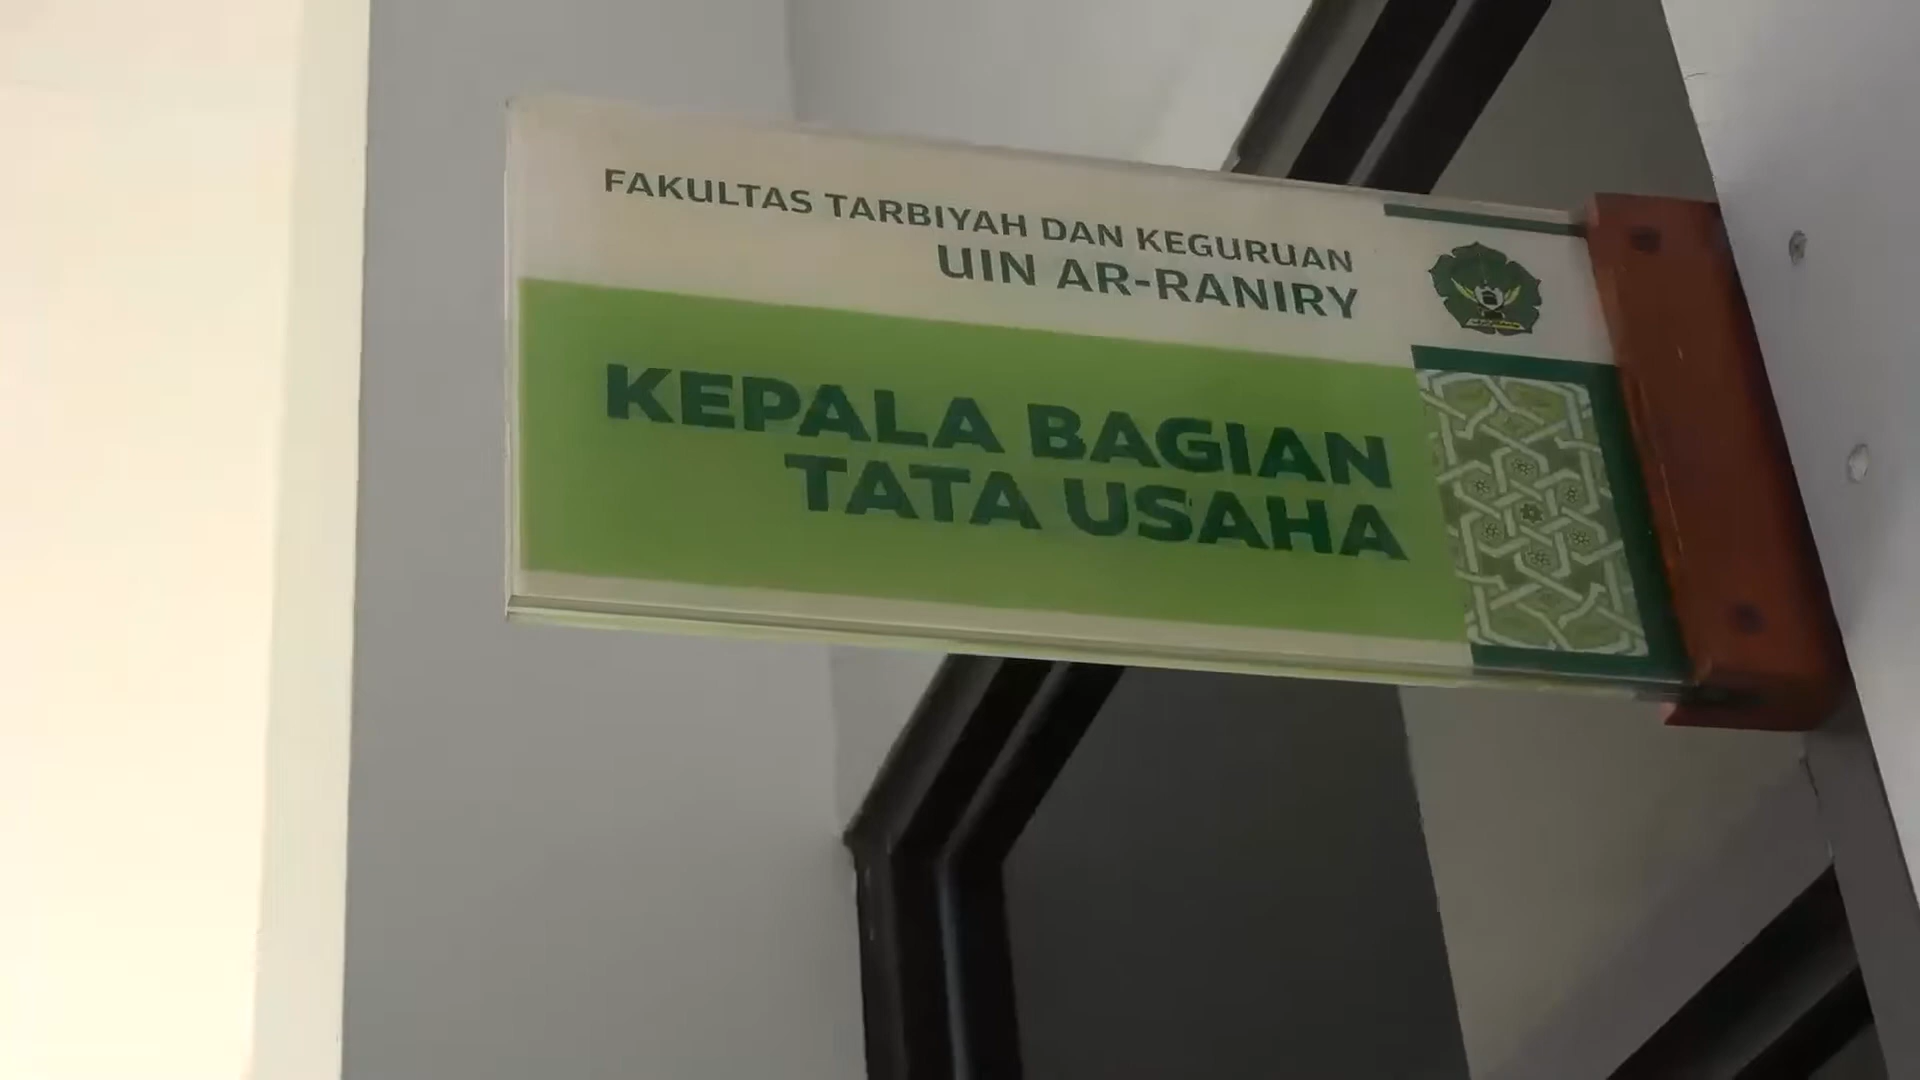 FAKULTAS TARBIYAH DAN KEGURUAN
UIN AR-RANIRY
KEPALA BAGIAN
TATA USAHA